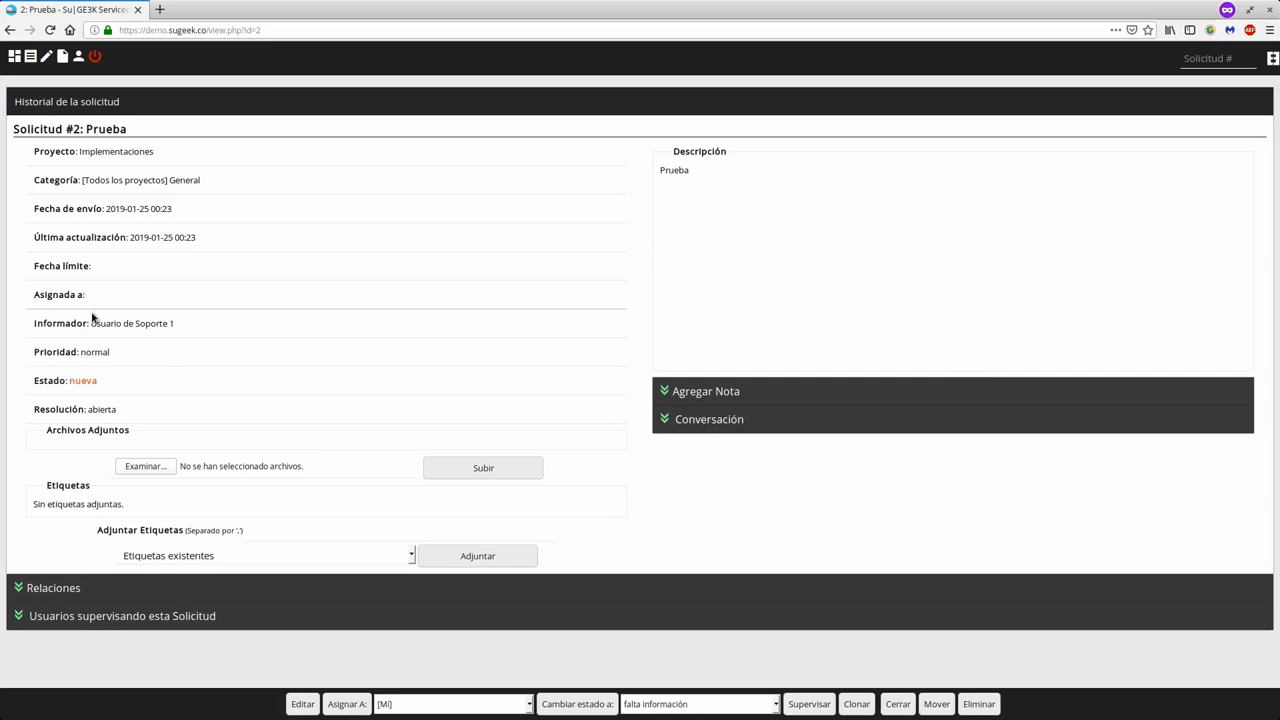 2: Prueba - Su|GE3K Serviced
https://demo.sugeek.co/view.php?id=2
Solicitud #
Historial de la solicitud
Solicitud #2: Prueba
Proyecto: Implementaciones
Categoría: [Todos los proyectos] General
Fecha de envío: 2019-01-25 00:23
Última actualización: 2019-01-25 00:23
Fecha límite:
Asignada a:
Informador: Usuario de Soporte 1
Prioridad: normal
Estado: nueva
Resolución: abierta
Archivos Adjuntos
Examinar... No se han seleccionado archivos. Subir
Etiquetas
Sin etiquetas adjuntas.
Adjuntar Etiquetas (Separado por ',')
Etiquetas existentes Adjuntar
Descripción
Prueba
Agregar Nota
Conversación
Relaciones
Usuarios supervisando esta Solicitud
Editar Asignar A: [Mí] Cambiar estado a: falta información Supervisar Clonar Cerrar Mover Eliminar